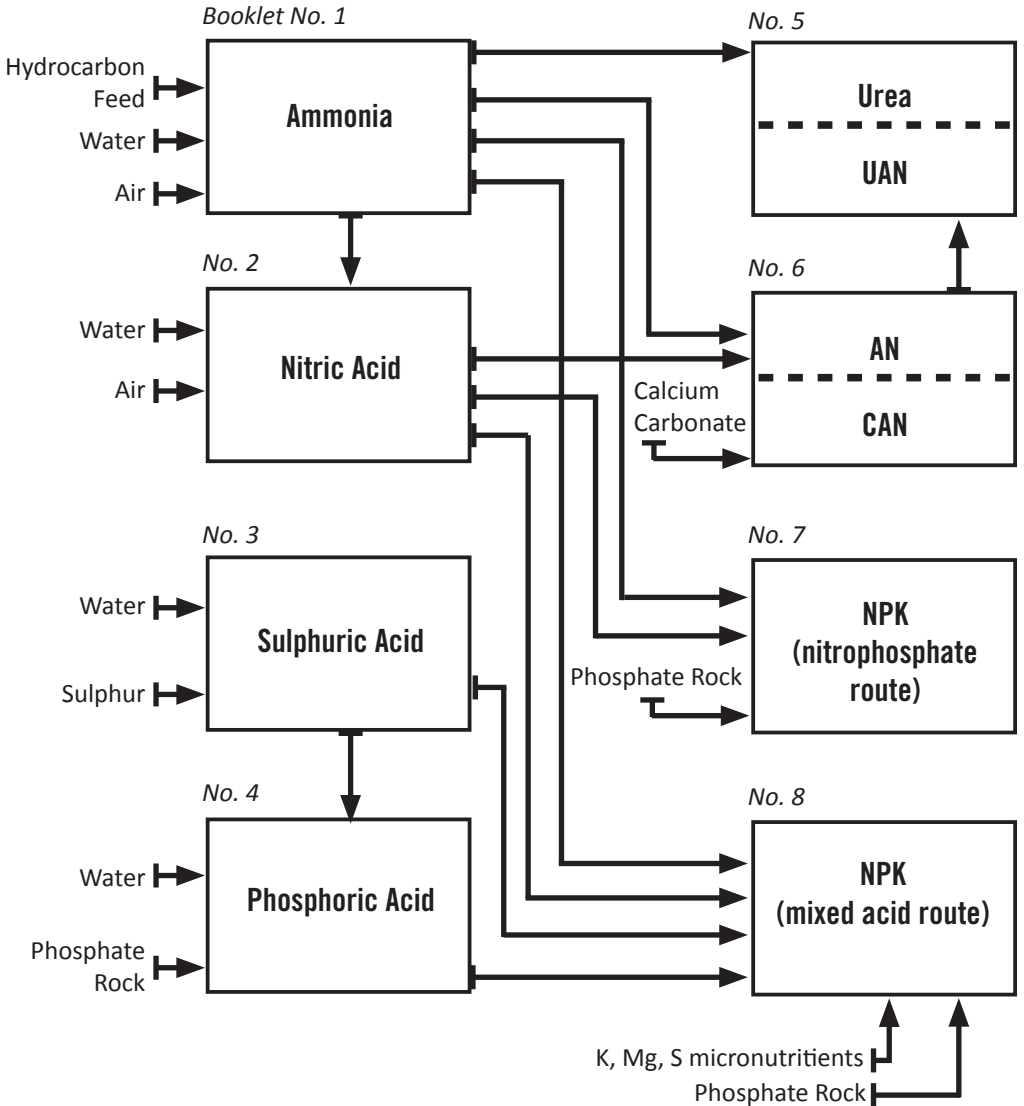 Booklet No. 1
Hydrocarbon
Feed
Water
Air
Ammonia
No. 5
Urea
UAN
No. 2
Water
Air
Nitric Acid
No. 6
AN
CAN
Calcium
Carbonate
No. 3
Water
Sulphur
Sulphuric Acid
No. 7
NPK
(nitrophosphate
route)
Phosphate Rock
No. 4
Water
Phosphate
Rock
Phosphoric Acid
No. 8
NPK
(mixed acid route)
K, Mg, S micronutritients
Phosphate Rock